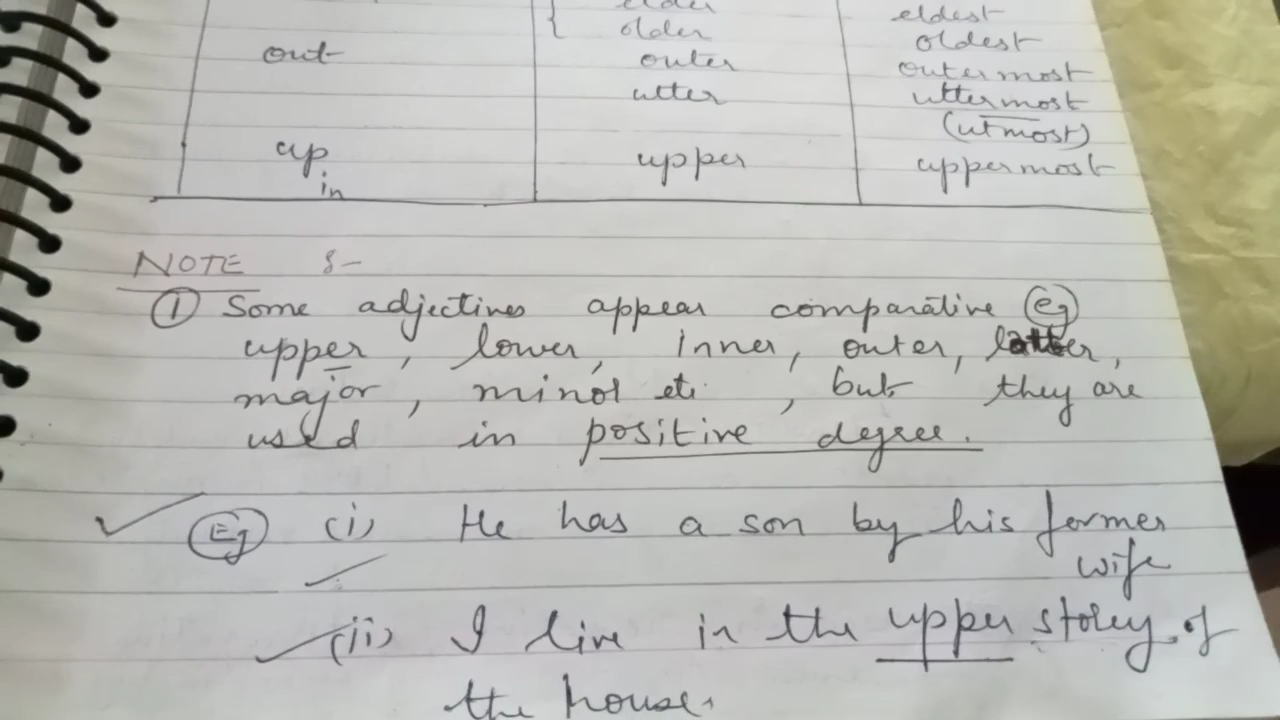 elder eldest
older oldest
out outer outermost
utter uttermost
(utmost)
up upper uppermost
in
NOTE :-
① Some adjectives appear comparative eg
upper, lower, inner, outer, latter,
major, minor etc, but they are
used in positive degree.
Eg (i) He has a son by his former
wife
(ii) I live in the upper storey of
the house.